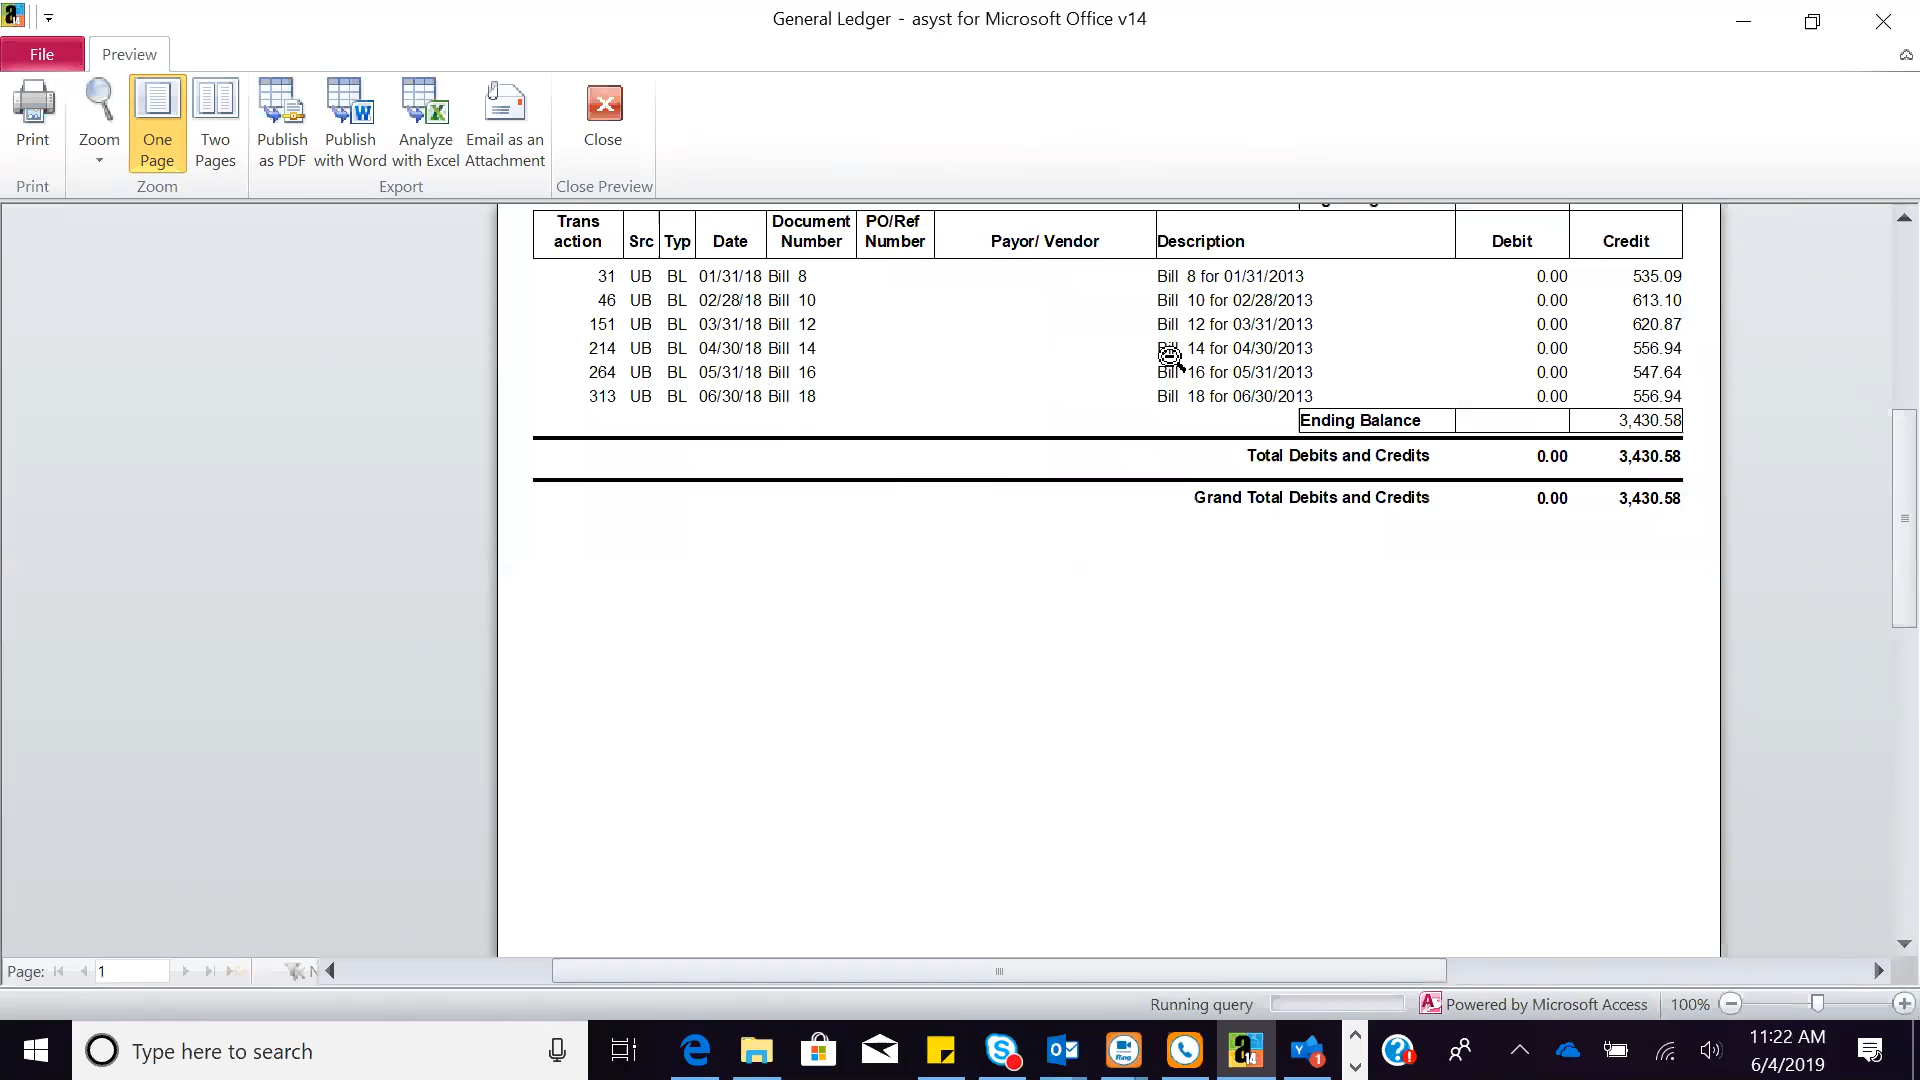 General Ledger - asyst for Microsoft Office v14
File
Preview
Print
Zoom
One Page
Two Pages
Publish as PDF
Publish with Word
Analyze with Excel
Email as an Attachment
Close
Print
Zoom
Export
Close Preview
Trans action Src Typ Date Document Number PO/Ref Number Payor/ Vendor Description Debit Credit
31 UB BL 01/31/18 Bill 8 Bill 8 for 01/31/2013 0.00 535.09
46 UB BL 02/28/18 Bill 10 Bill 10 for 02/28/2013 0.00 613.10
151 UB BL 03/31/18 Bill 12 Bill 12 for 03/31/2013 0.00 620.87
214 UB BL 04/30/18 Bill 14 Bill 14 for 04/30/2013 0.00 556.94
264 UB BL 05/31/18 Bill 16 Bill 16 for 05/31/2013 0.00 547.64
313 UB BL 06/30/18 Bill 18 Bill 18 for 06/30/2013 0.00 556.94
Ending Balance 3,430.58
Total Debits and Credits 0.00 3,430.58
Grand Total Debits and Credits 0.00 3,430.58
Page: 1
Running query
Powered by Microsoft Access
100%
Type here to search
11:22 AM
6/4/2019